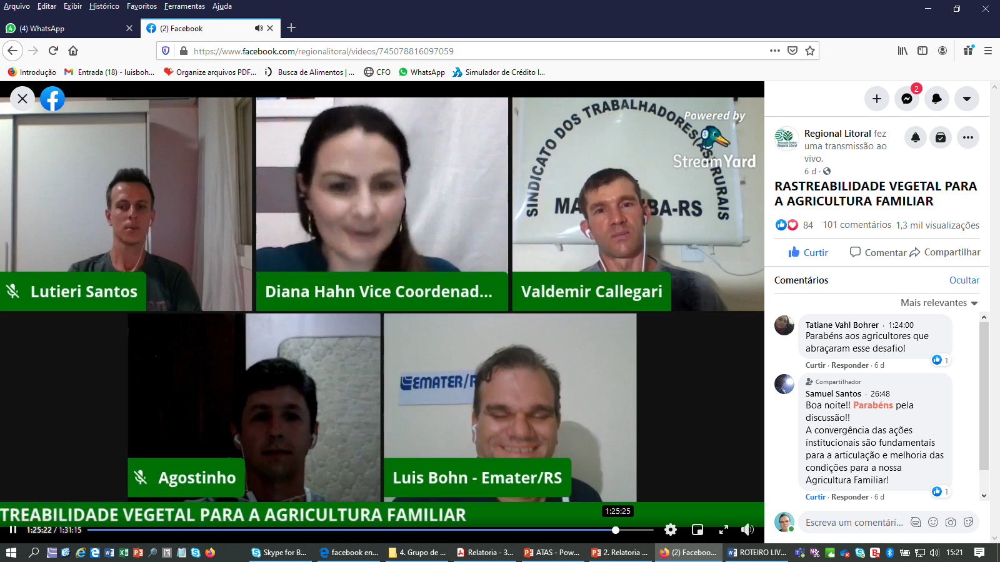 Arquivo Editar Exibir Histórico Favoritos Ferramentas Ajuda
(4) WhatsApp
(2) Facebook
https://www.facebook.com/regionalitoral/videos/745078816097059
Introdução
Entrada (18) - luisboh...
Organize arquivos PDF...
Busca de Alimentos | ...
CFO
WhatsApp
Simulador de Crédito I...
SINDICATO DOS TRABALHADORES(AS) RURAIS
BA-RS
Powered by
StreamYard
Lutieri Santos
Diana Hahn Vice Coordenad...
Valdemir Callegari
EMATER/R
Agostinho
Luis Bohn - Emater/RS
TREABILIDADE VEGETAL PARA A AGRICULTURA FAMILIAR
1:25:25
1:25:22 / 1:31:15
2
Regional Litoral fez
uma transmissão ao
vivo.
6 d ·
RASTREABILIDADE VEGETAL PARA
A AGRICULTURA FAMILIAR
84 101 comentários 1,3 mil visualizações
Curtir Comentar Compartilhar
Comentários Ocultar
Mais relevantes
Tatiane Vahl Bohrer · 1:24:00
Parabéns aos agricultores que
abraçaram esse desafio!
1
Curtir · Responder · 6 d
Compartilhador
Samuel Santos · 26:48
Boa noite!! Parabéns pela
discussão!!
A convergência das ações
institucionais são fundamentais
para a articulação e melhoria das
condições para a nossa
Agricultura Familiar!
1
Curtir · Responder · 6 d
Escreva um comentári...
Skype for B...
facebook en...
4. Grupo de ...
Relatoria - 3...
ATAS - Pow...
2. Relatoria ...
(2) Faceboo...
ROTEIRO LIV...
15:21